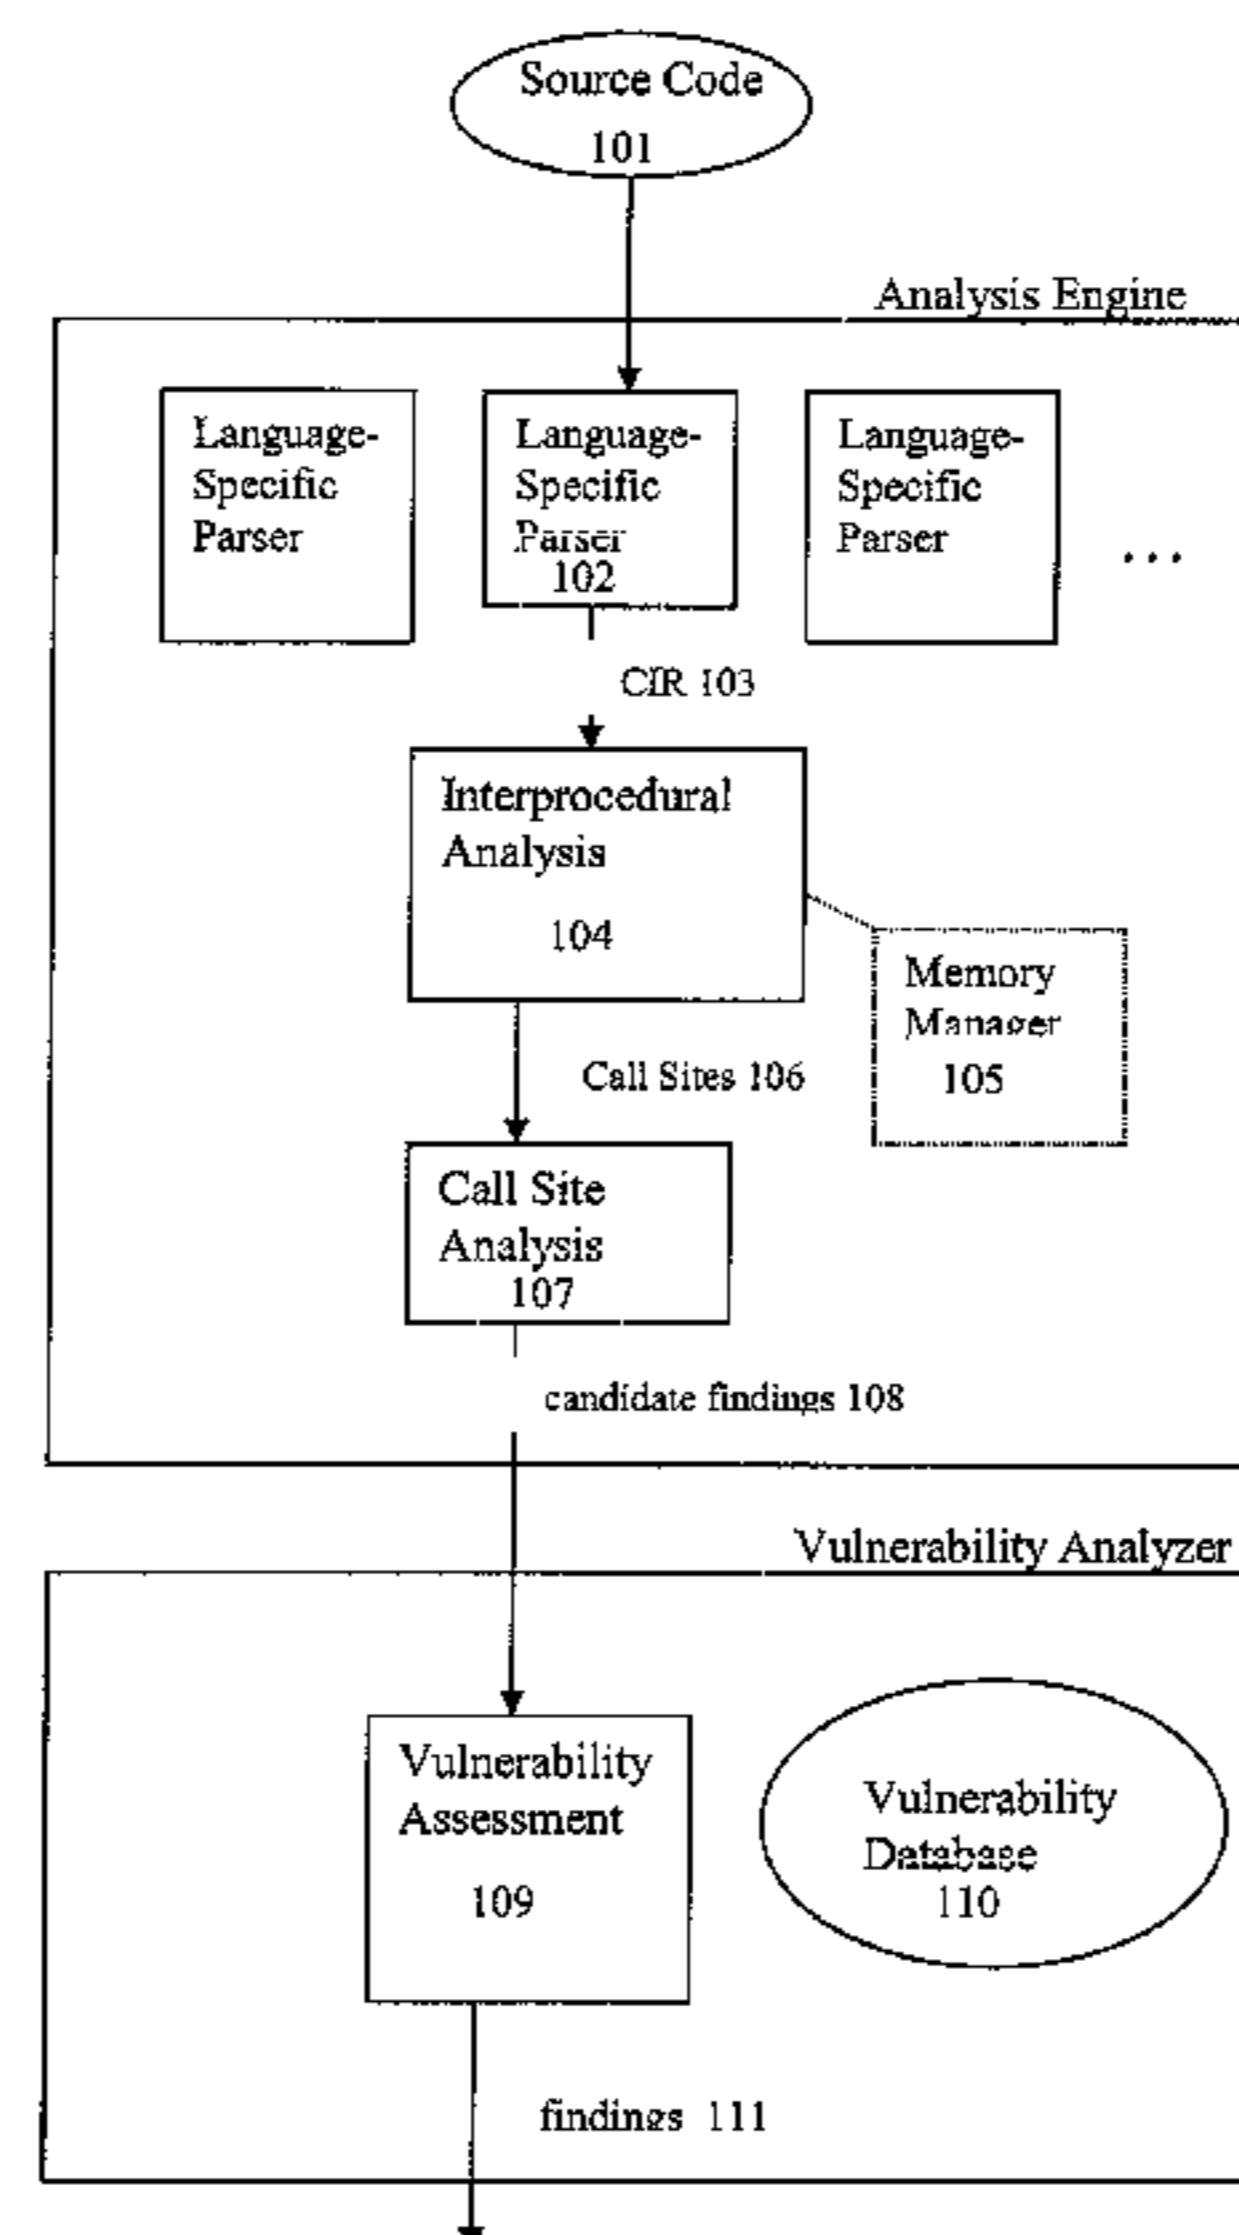 Source Code
101
Analysis Engine
Language-
Specific
Parser
Language-
Specific
Parser
102
Language-
Specific
Parser
...
CIR 103
Interprocedural
Analysis
104
Memory
Manager
105
Call Sites 106
Call Site
Analysis
107
candidate findings 108
Vulnerability Analyzer
Vulnerability
Assessment
109
Vulnerability
Database
110
findings 111